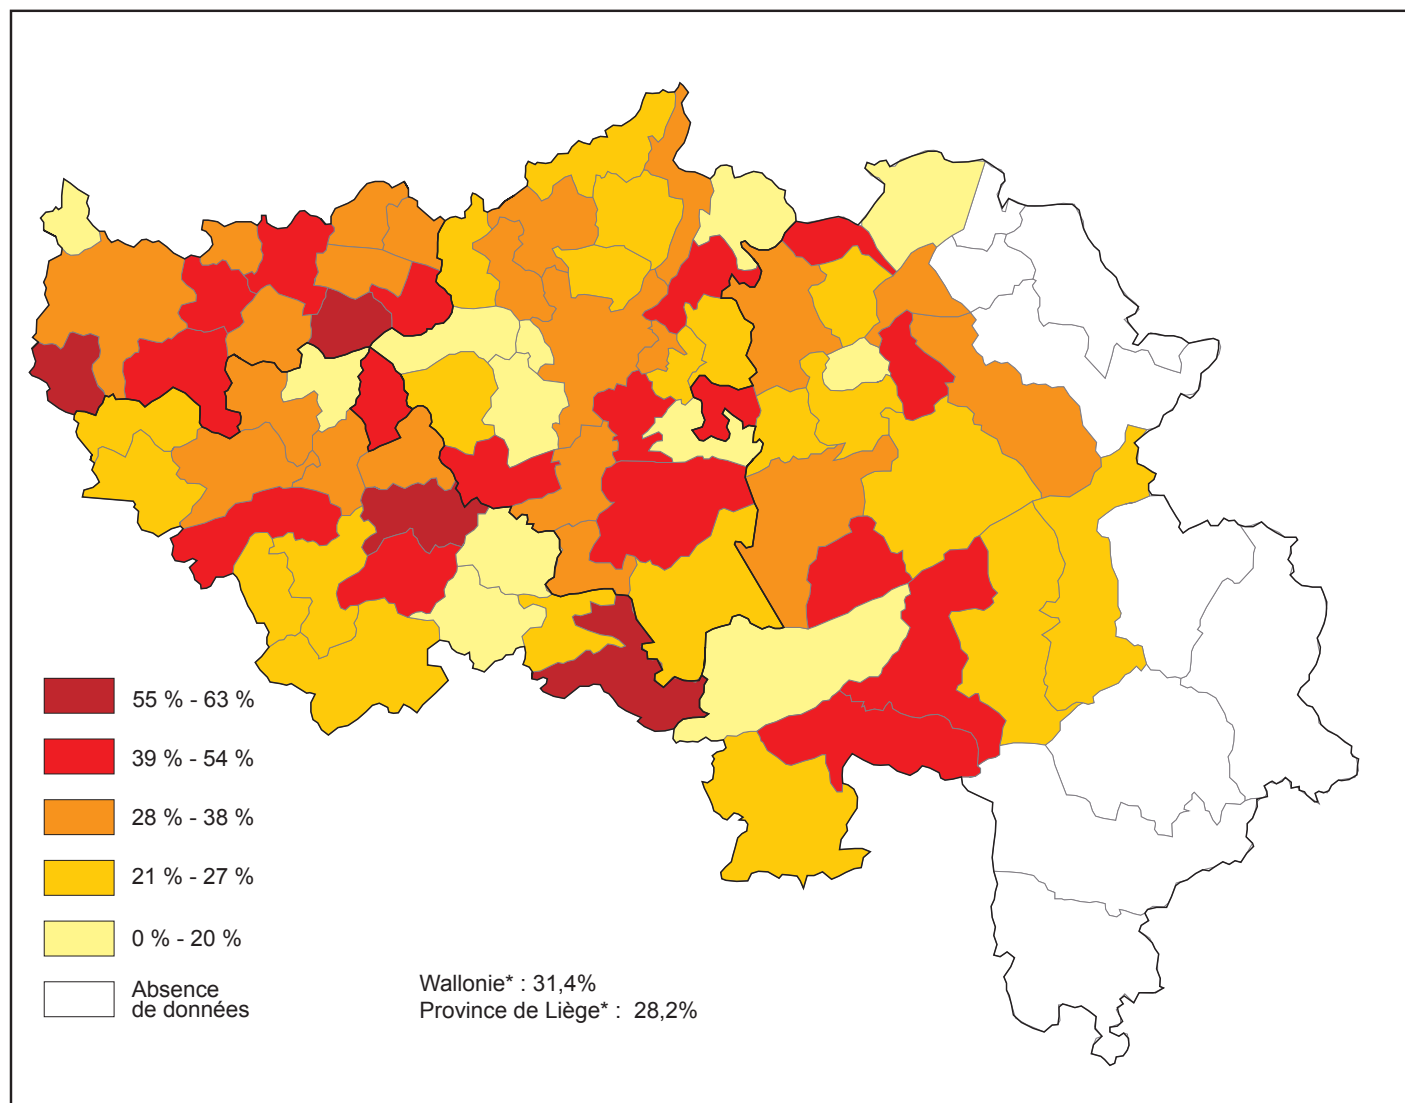 55 % - 63 %
39 % - 54 %
28 % - 38 %
21 % - 27 %
0 % - 20 %
Absence
de données
Wallonie* : 31,4%
Province de Liège* : 28,2%